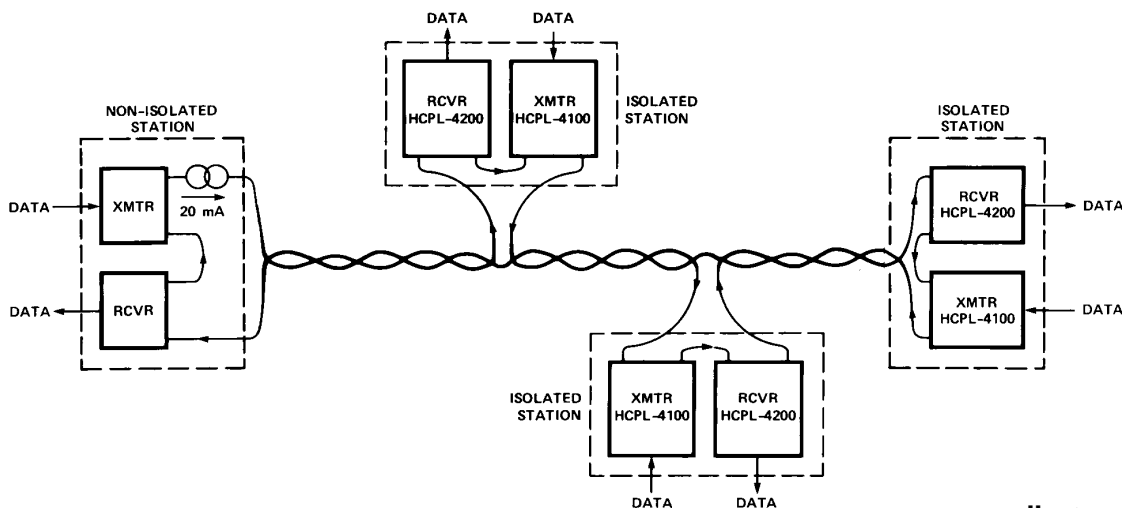 DATA
DATA
RCVR
HCPL-4200
XMTR
HCPL-4100
ISOLATED
STATION
NON-ISOLATED
STATION
DATA
XMTR
20 mA
DATA
RCVR
ISOLATED
STATION
RCVR
HCPL-4200
DATA
XMTR
HCPL-4100
DATA
ISOLATED
STATION
XMTR
HCPL-4100
RCVR
HCPL-4200
DATA
DATA